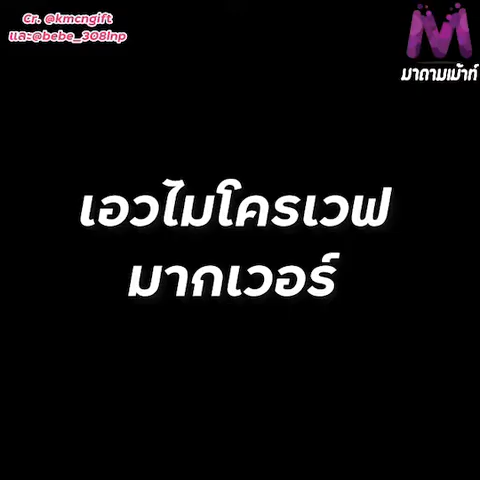 Cr. @kmcngift
และ@bebe_308lnp
M
มาดามเม้าท์
เอวไมโครเวฟ
มากเวอร์